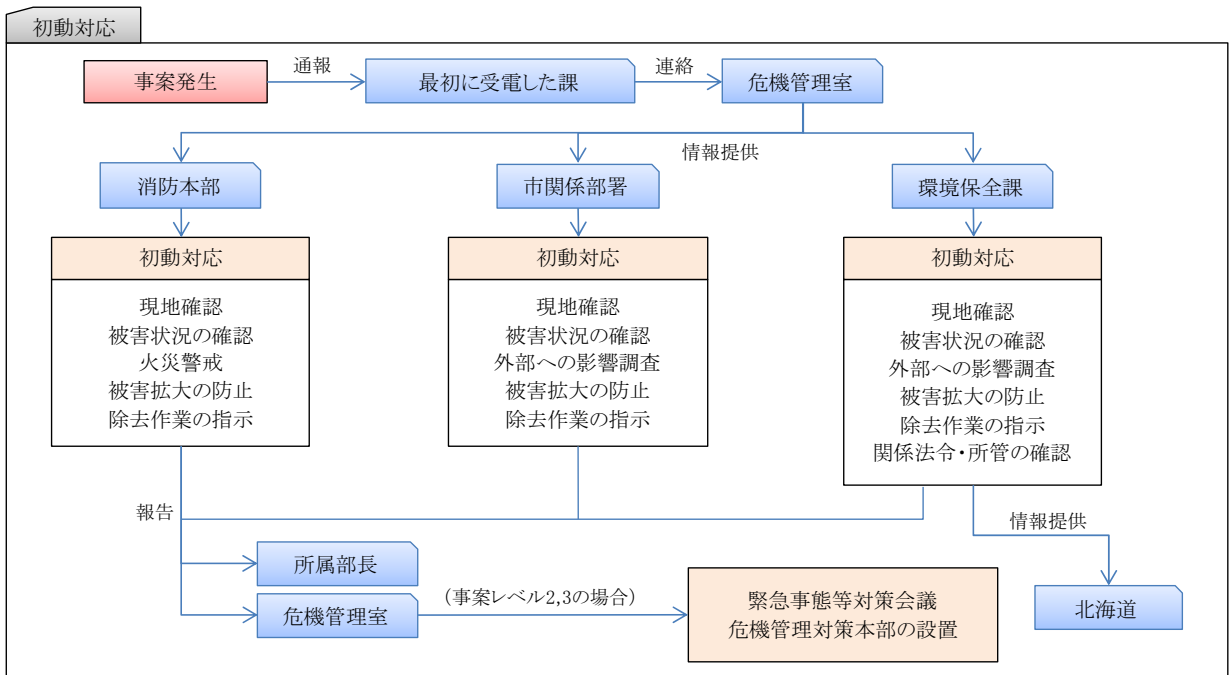 初動対応
事案発生
通報
最初に受電した課
連絡
危機管理室
情報提供
消防本部
市関係部署
環境保全課
初動対応
現地確認
被害状況の確認
火災警戒
被害拡大の防止
除去作業の指示
初動対応
現地確認
被害状況の確認
外部への影響調査
被害拡大の防止
除去作業の指示
初動対応
現地確認
被害状況の確認
外部への影響調査
被害拡大の防止
除去作業の指示
関係法令・所管の確認
報告
情報提供
所属部長
危機管理室
(事案レベル2,3の場合)
緊急事態等対策会議
危機管理対策本部の設置
北海道